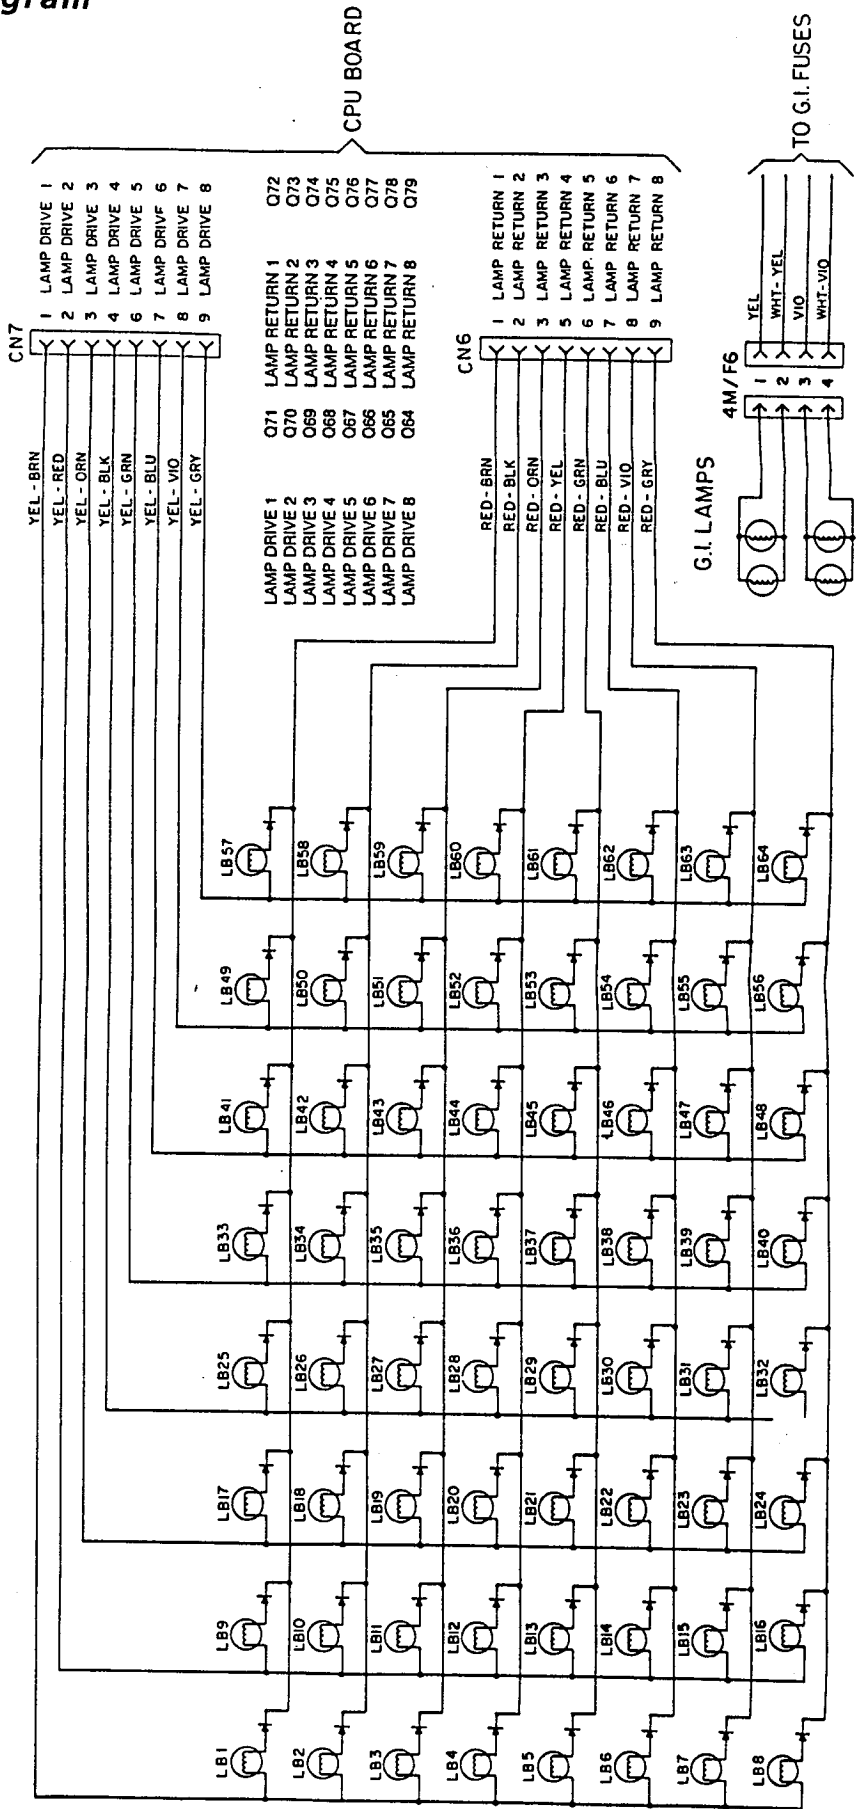 gram
CPU BOARD
CN7
1 LAMP DRIVE 1
2 LAMP DRIVE 2
3 LAMP DRIVE 3
4 LAMP DRIVE 4
6 LAMP DRIVE 5
7 LAMP DRIVE 6
8 LAMP DRIVE 7
9 LAMP DRIVE 8
YEL - BRN
YEL - RED
YEL - ORN
YEL - BLK
YEL - GRN
YEL - BLU
YEL - VIO
YEL - GRY
LAMP DRIVE 1 Q71 LAMP RETURN 1 Q72
LAMP DRIVE 2 Q70 LAMP RETURN 2 Q73
LAMP DRIVE 3 Q69 LAMP RETURN 3 Q74
LAMP DRIVE 4 Q68 LAMP RETURN 4 Q75
LAMP DRIVE 5 Q67 LAMP RETURN 5 Q76
LAMP DRIVE 6 Q66 LAMP RETURN 6 Q77
LAMP DRIVE 7 Q65 LAMP RETURN 7 Q78
LAMP DRIVE 8 Q64 LAMP RETURN 8 Q79
CN6
1 LAMP RETURN 1
2 LAMP RETURN 2
3 LAMP RETURN 3
5 LAMP RETURN 4
6 LAMP. RETURN 5
7 LAMP RETURN 6
8 LAMP RETURN 7
9 LAMP RETURN 8
RED - BRN
RED - BLK
RED - ORN
RED - YEL
RED - GRN
RED - BLU
RED - VIO
RED - GRY
TO G.I. FUSES
YEL
WHT - YEL
VIO
WHT - VIO
4M/F6
1
2
3
4
G.I. LAMPS
LB1 LB9 LB17 LB25 LB33 LB41 LB49 LB57
LB2 LB10 LB18 LB26 LB34 LB42 LB50 LB58
LB3 LB11 LB19 LB27 LB35 LB43 LB51 LB59
LB4 LB12 LB20 LB28 LB36 LB44 LB52 LB60
LB5 LB13 LB21 LB29 LB37 LB45 LB53 LB61
LB6 LB14 LB22 LB30 LB38 LB46 LB54 LB62
LB7 LB15 LB23 LB31 LB39 LB47 LB55 LB63
LB8 LB16 LB24 LB32 LB40 LB48 LB56 LB64